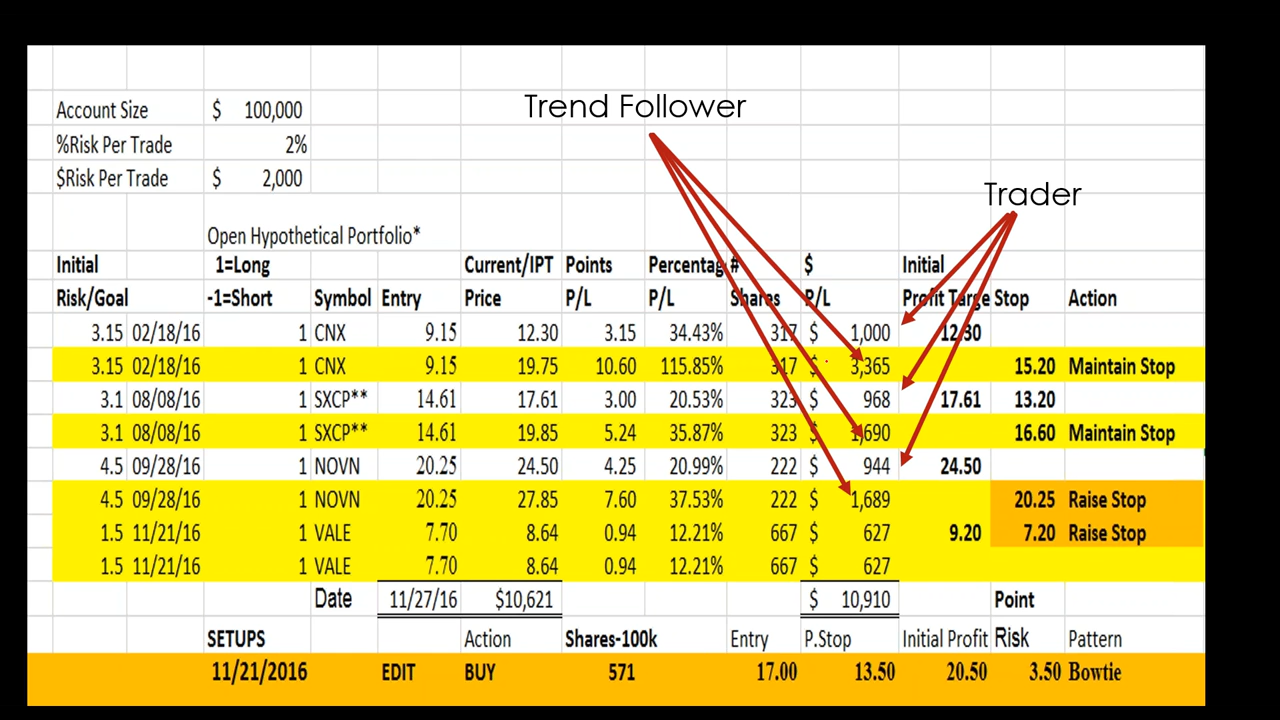 Trend Follower
Trader
Account Size $ 100,000
%Risk Per Trade 2%
$Risk Per Trade $ 2,000
Open Hypothetical Portfolio*
Initial 1=Long Current/IPT Points Percentag # $ Initial
Risk/Goal -1=Short Symbol Entry Price P/L P/L Shares P/L Profit Targe Stop Action
3.15 02/18/16 1 CNX 9.15 12.30 3.15 34.43% 317 $ 1,000 12.30
3.15 02/18/16 1 CNX 9.15 19.75 10.60 115.85% 317 $ 3,365 15.20 Maintain Stop
3.1 08/08/16 1 SXCP** 14.61 17.61 3.00 20.53% 323 $ 968 17.61 13.20
3.1 08/08/16 1 SXCP** 14.61 19.85 5.24 35.87% 323 $ 1,690 16.60 Maintain Stop
4.5 09/28/16 1 NOVN 20.25 24.50 4.25 20.99% 222 $ 944 24.50
4.5 09/28/16 1 NOVN 20.25 27.85 7.60 37.53% 222 $ 1,689 20.25 Raise Stop
1.5 11/21/16 1 VALE 7.70 8.64 0.94 12.21% 667 $ 627 9.20 7.20 Raise Stop
1.5 11/21/16 1 VALE 7.70 8.64 0.94 12.21% 667 $ 627
Date 11/27/16 $10,621 $ 10,910 Point
SETUPS Action Shares-100k Entry P.Stop Initial Profit Risk Pattern
11/21/2016 EDIT BUY 571 17.00 13.50 20.50 3.50 Bowtie